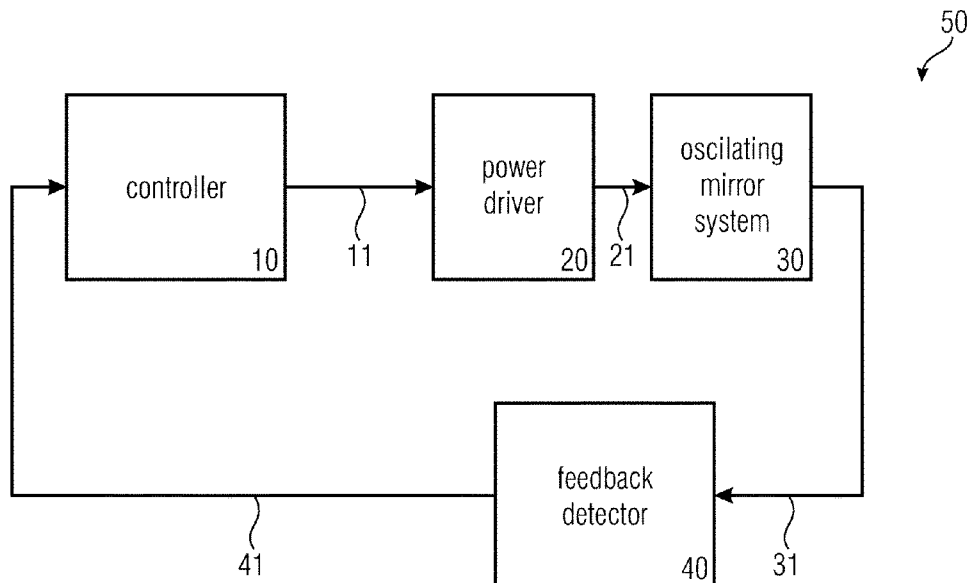 50
controller
10
11
power
driver
20
21
oscilating
mirror
system
30
feedback
detector
40
41
31